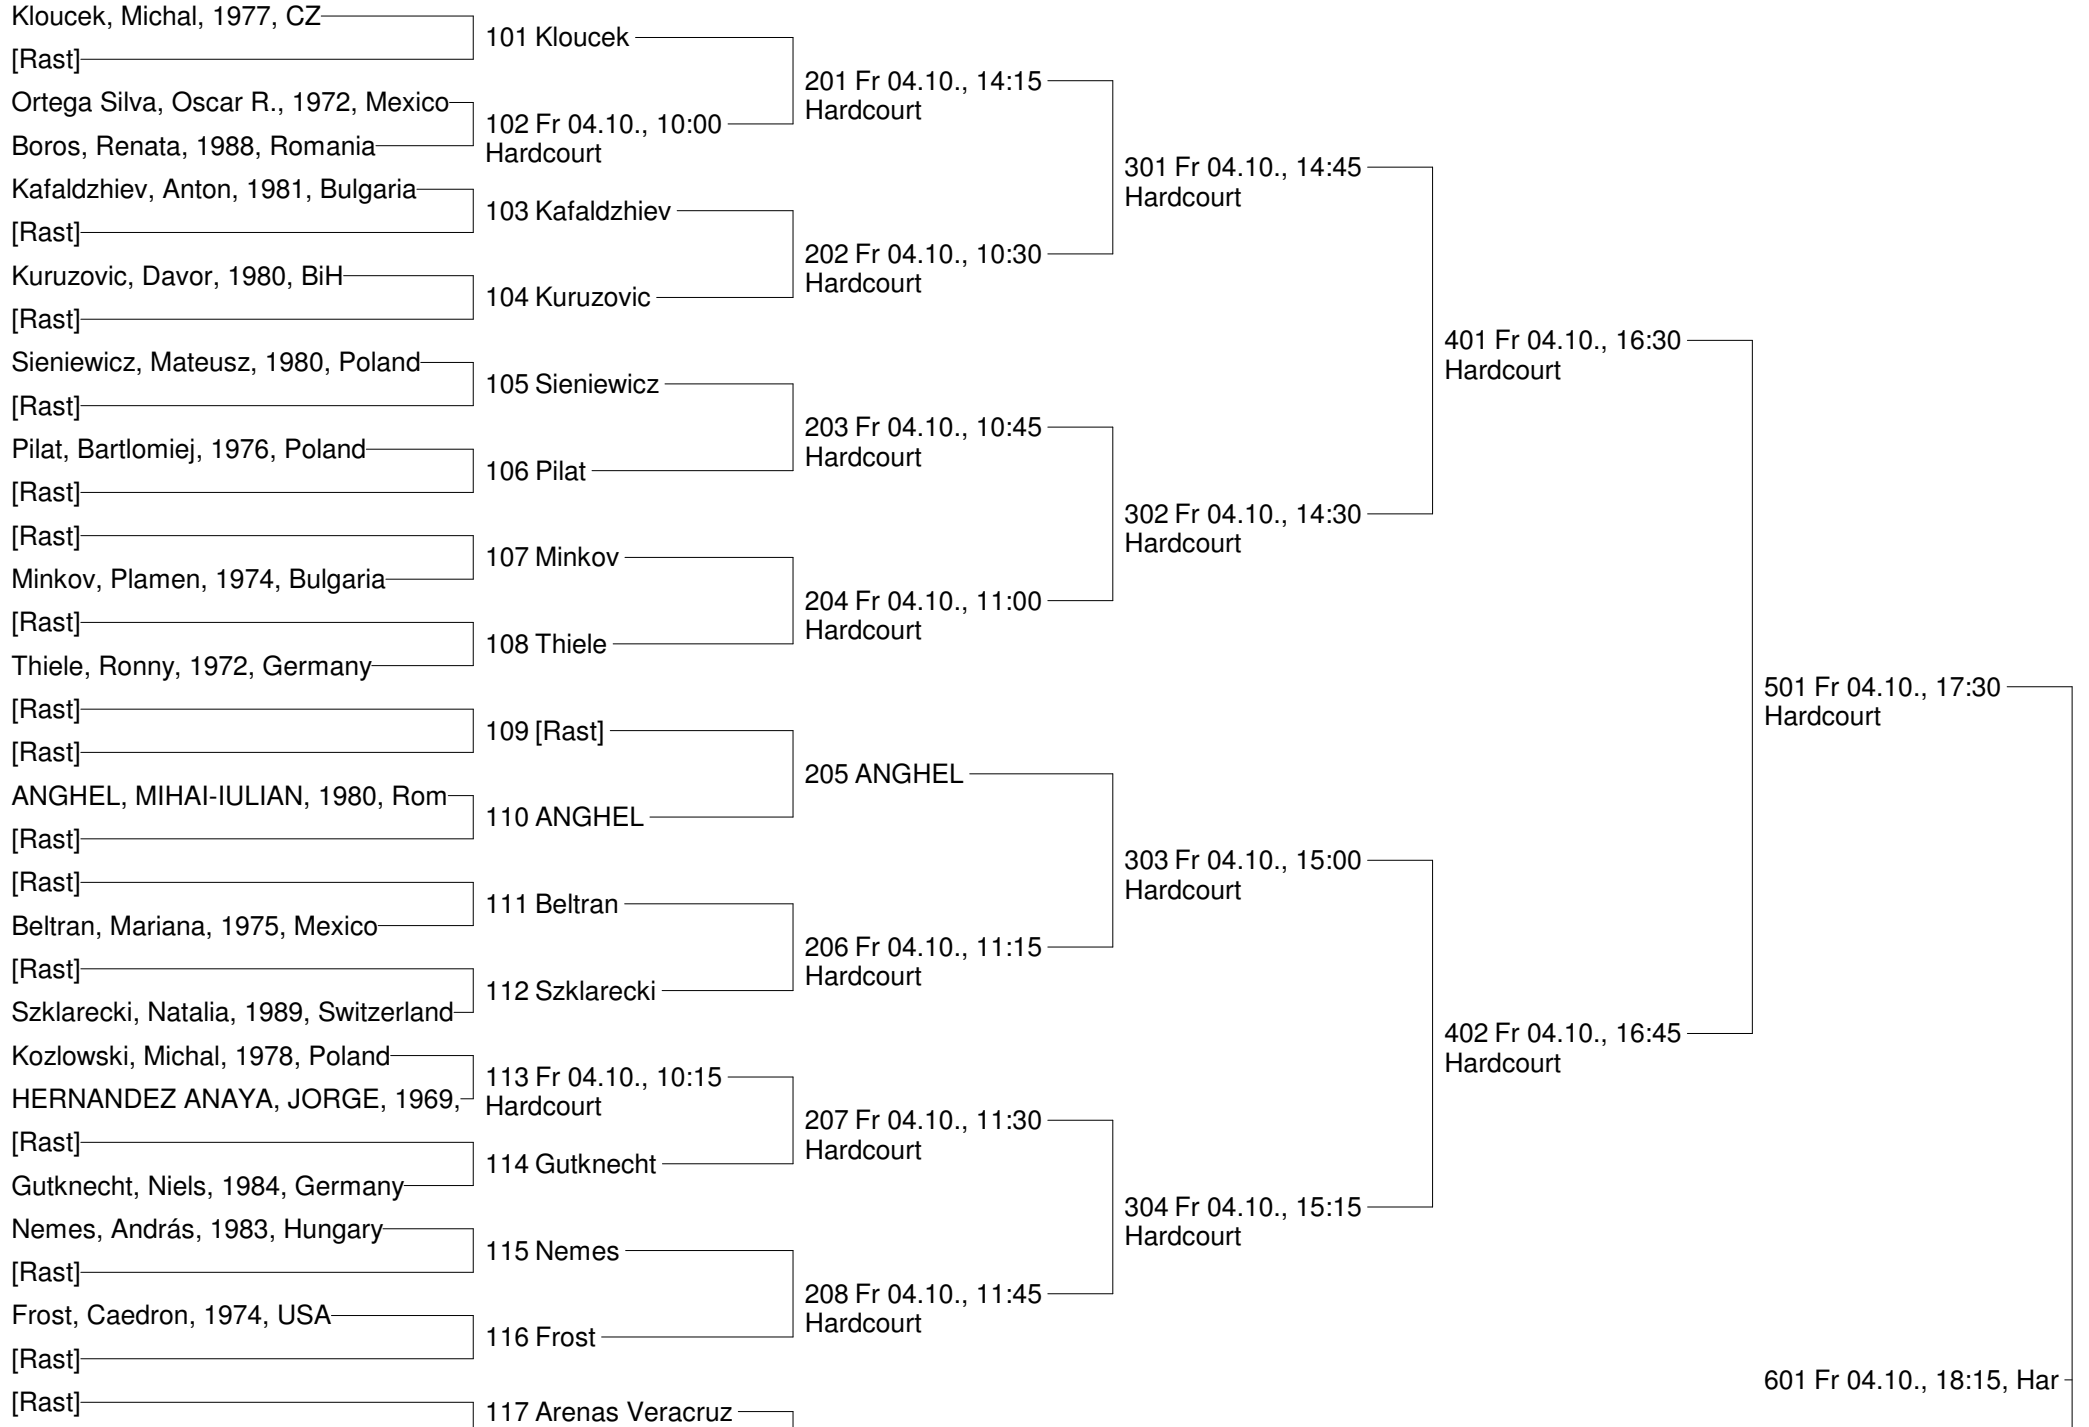 Kloucek, Michal, 1977, CZ
[Rast]
Ortega Silva, Oscar R., 1972, Mexico
Boros, Renata, 1988, Romania
Kafaldzhiev, Anton, 1981, Bulgaria
[Rast]
Kuruzovic, Davor, 1980, BiH
[Rast]
Sieniewicz, Mateusz, 1980, Poland
[Rast]
Pilat, Bartlomiej, 1976, Poland
[Rast]
[Rast]
Minkov, Plamen, 1974, Bulgaria
[Rast]
Thiele, Ronny, 1972, Germany
[Rast]
[Rast]
ANGHEL, MIHAI-IULIAN, 1980, Rom
[Rast]
[Rast]
Beltran, Mariana, 1975, Mexico
[Rast]
Szklarecki, Natalia, 1989, Switzerland
Kozlowski, Michal, 1978, Poland
HERNANDEZ ANAYA, JORGE, 1969,
[Rast]
Gutknecht, Niels, 1984, Germany
Nemes, András, 1983, Hungary
[Rast]
Frost, Caedron, 1974, USA
[Rast]
[Rast]
101 Kloucek
102 Fr 04.10., 10:00
Hardcourt
103 Kafaldzhiev
104 Kuruzovic
105 Sieniewicz
106 Pilat
107 Minkov
108 Thiele
109 [Rast]
110 ANGHEL
111 Beltran
112 Szklarecki
113 Fr 04.10., 10:15
Hardcourt
114 Gutknecht
115 Nemes
116 Frost
117 Arenas Veracruz
201 Fr 04.10., 14:15
Hardcourt
202 Fr 04.10., 10:30
Hardcourt
203 Fr 04.10., 10:45
Hardcourt
204 Fr 04.10., 11:00
Hardcourt
205 ANGHEL
206 Fr 04.10., 11:15
Hardcourt
207 Fr 04.10., 11:30
Hardcourt
208 Fr 04.10., 11:45
Hardcourt
301 Fr 04.10., 14:45
Hardcourt
302 Fr 04.10., 14:30
Hardcourt
303 Fr 04.10., 15:00
Hardcourt
304 Fr 04.10., 15:15
Hardcourt
401 Fr 04.10., 16:30
Hardcourt
402 Fr 04.10., 16:45
Hardcourt
501 Fr 04.10., 17:30
Hardcourt
601 Fr 04.10., 18:15, Har